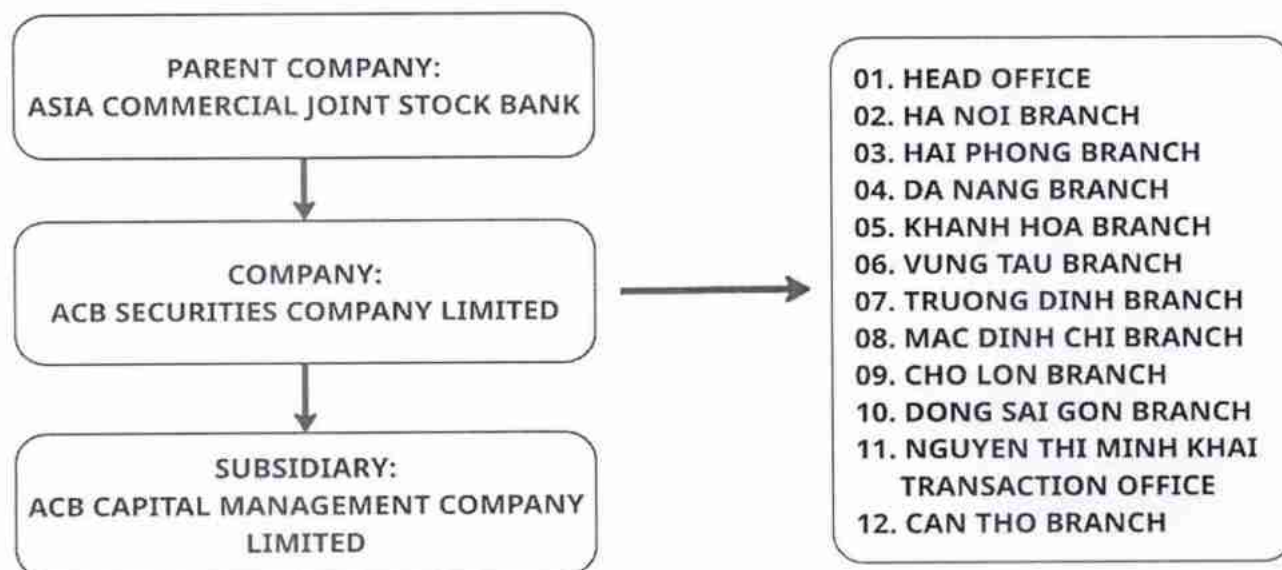 PARENT COMPANY:
ASIA COMMERCIAL JOINT STOCK BANK
COMPANY:
ACB SECURITIES COMPANY LIMITED
SUBSIDIARY:
ACB CAPITAL MANAGEMENT COMPANY
LIMITED
01. HEAD OFFICE
02. HA NOI BRANCH
03. HAI PHONG BRANCH
04. DA NANG BRANCH
05. KHANH HOA BRANCH
06. VUNG TAU BRANCH
07. TRUONG DINH BRANCH
08. MAC DINH CHI BRANCH
09. CHO LON BRANCH
10. DONG SAI GON BRANCH
11. NGUYEN THI MINH KHAI
TRANSACTION OFFICE
12. CAN THO BRANCH